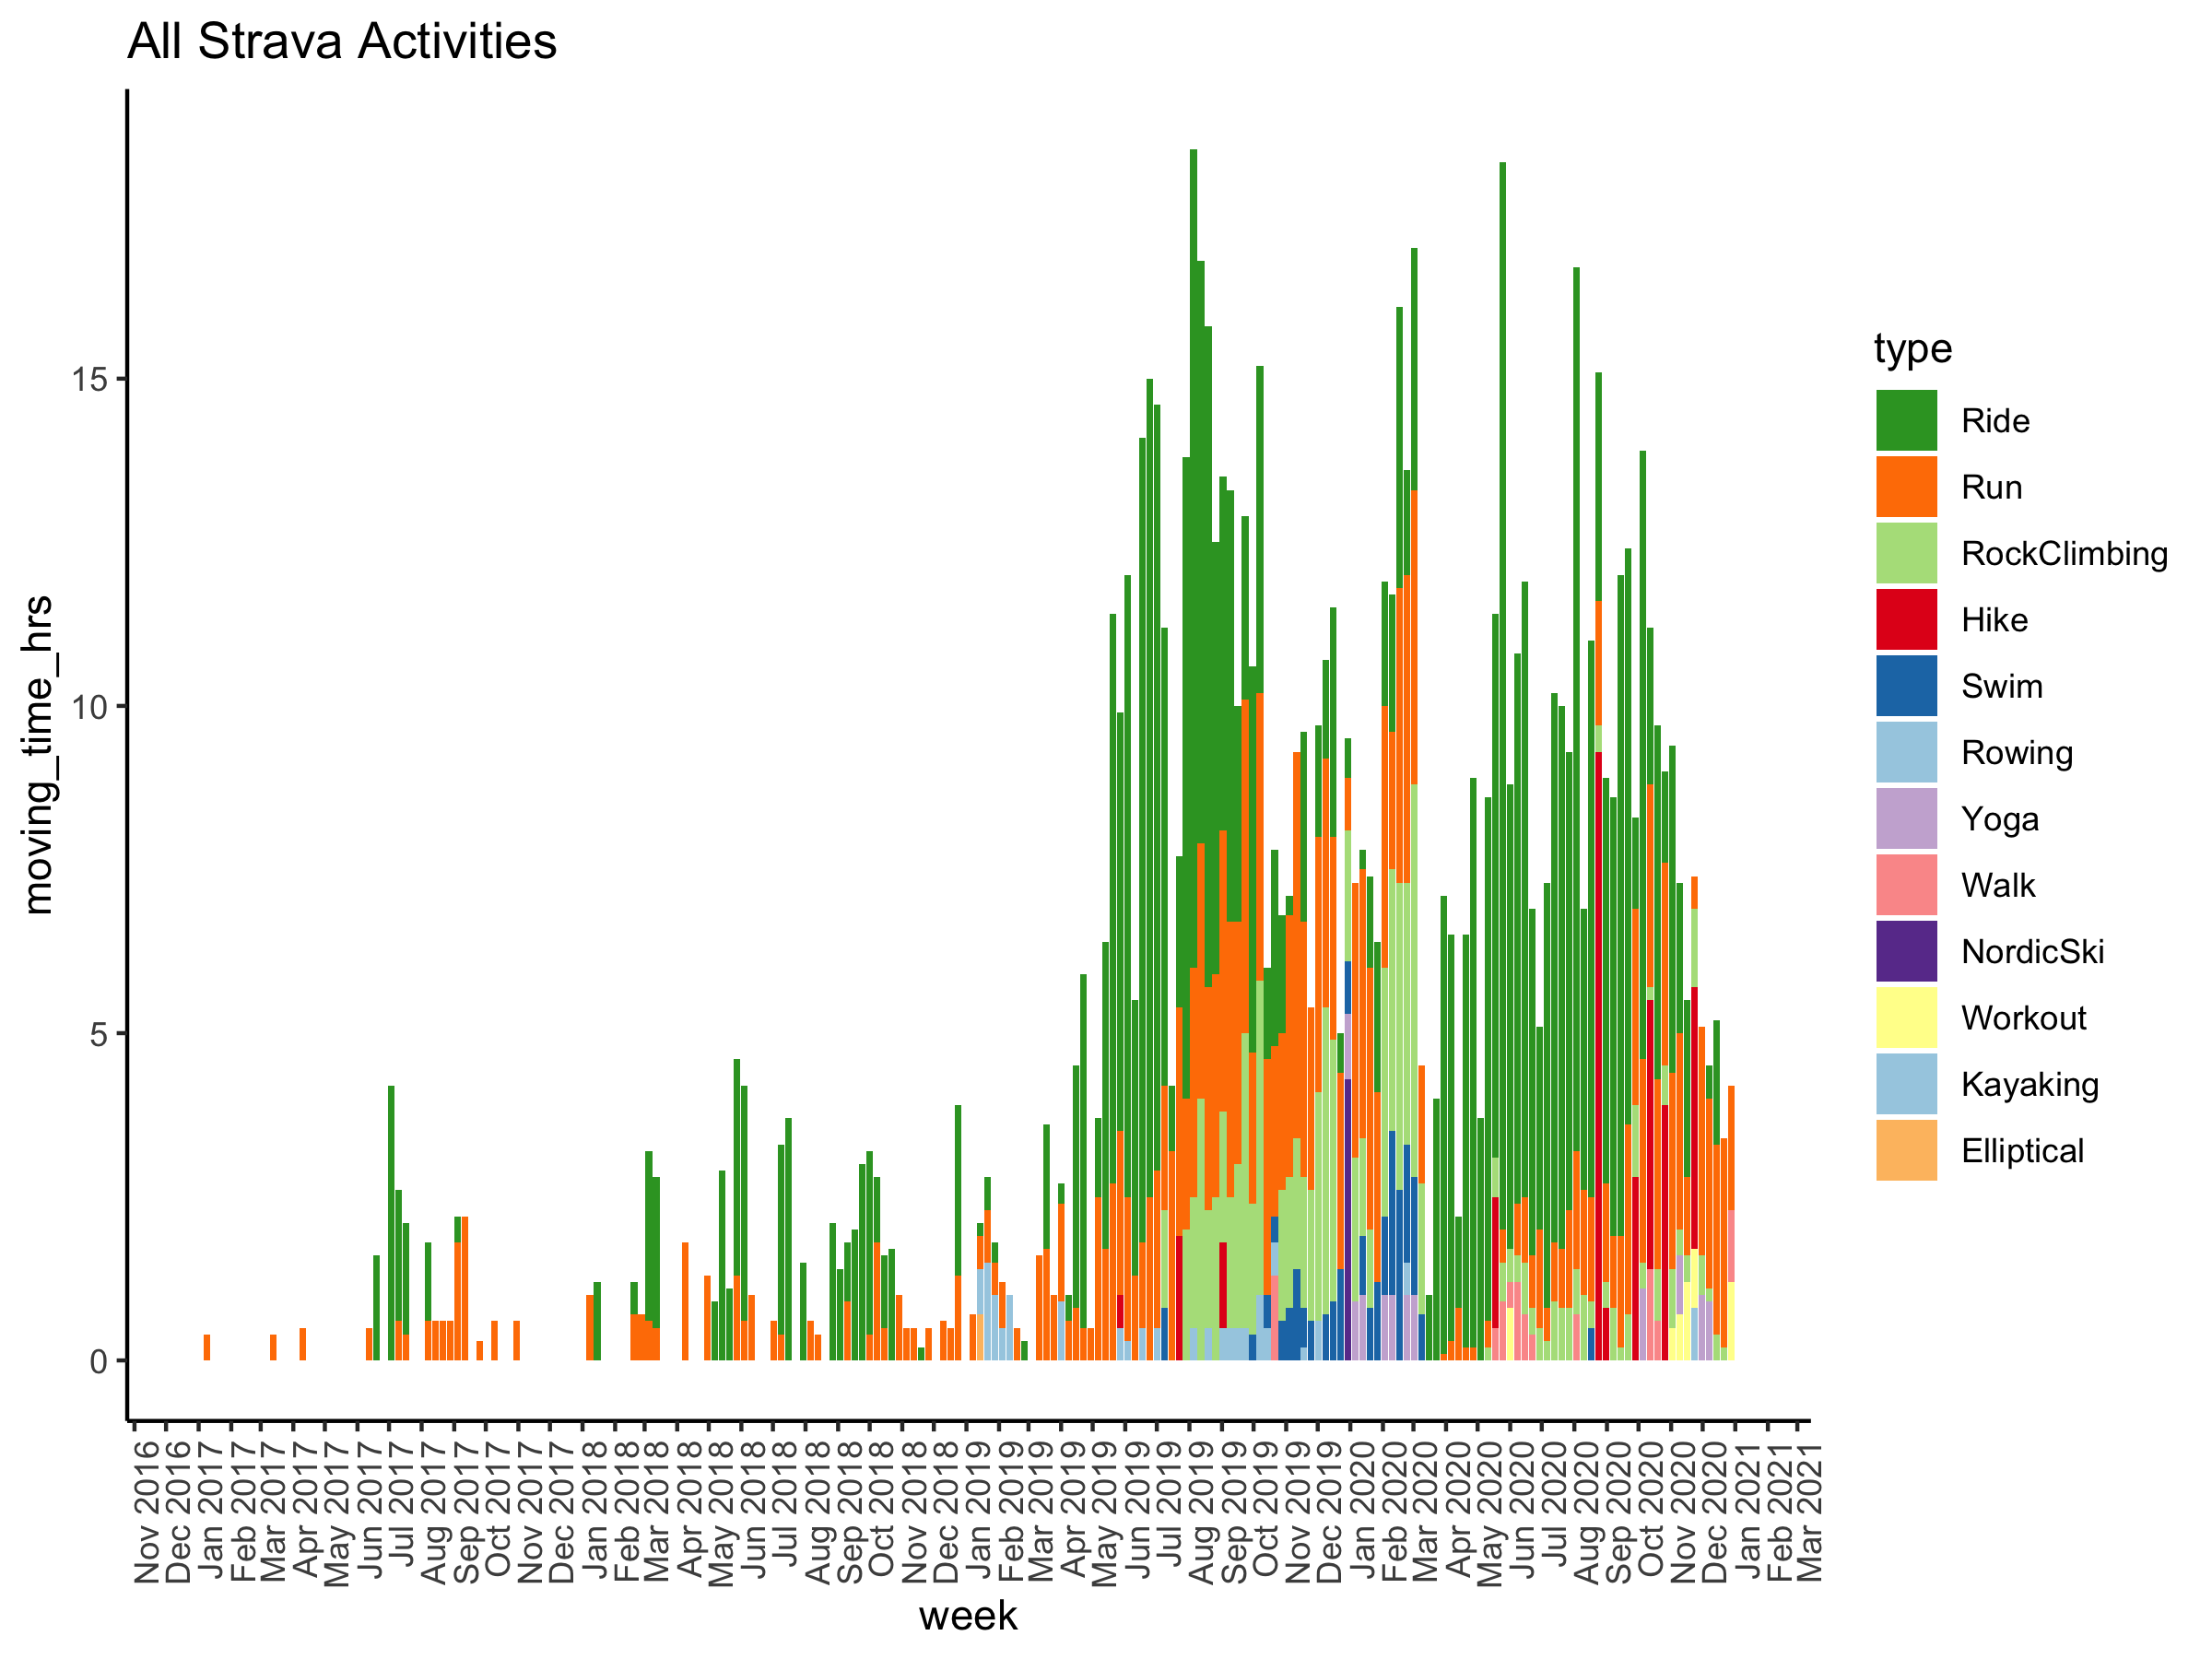 All Strava Activities
moving_time_hrs
15
10
5
0
Nov 2016
Dec 2016
Jan 2017
Feb 2017
Mar 2017
Apr 2017
May 2017
Jun 2017
Jul 2017
Aug 2017
Sep 2017
Oct 2017
Nov 2017
Dec 2017
Jan 2018
Feb 2018
Mar 2018
Apr 2018
May 2018
Jun 2018
Jul 2018
Aug 2018
Sep 2018
Oct 2018
Nov 2018
Dec 2018
Jan 2019
Feb 2019
Mar 2019
Apr 2019
May 2019
Jun 2019
Jul 2019
Aug 2019
Sep 2019
Oct 2019
Nov 2019
Dec 2019
Jan 2020
Feb 2020
Mar 2020
Apr 2020
May 2020
Jun 2020
Jul 2020
Aug 2020
Sep 2020
Oct 2020
Nov 2020
Dec 2020
Jan 2021
Feb 2021
Mar 2021
week
type
Ride
Run
RockClimbing
Hike
Swim
Rowing
Yoga
Walk
NordicSki
Workout
Kayaking
Elliptical